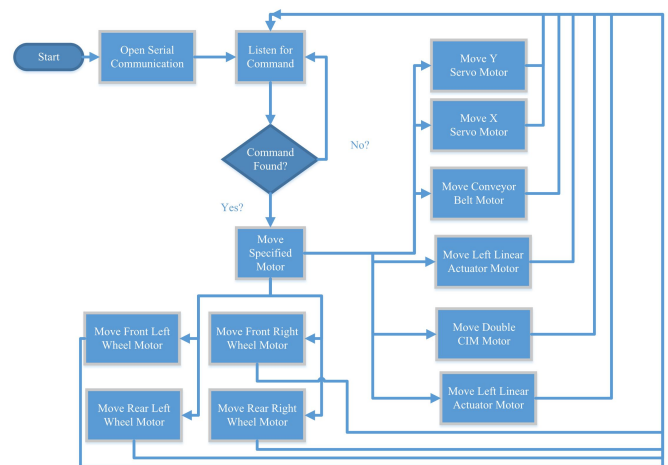 Start
Open Serial
Communication
Listen for
Command
Command
Found?
No?
Yes?
Move
Specified
Motor
Move Y
Servo Motor
Move X
Servo Motor
Move Conveyor
Belt Motor
Move Left Linear
Actuator Motor
Move Double
CIM Motor
Move Left Linear
Actuator Motor
Move Front Left
Wheel Motor
Move Front Right
Wheel Motor
Move Rear Left
Wheel Motor
Move Rear Right
Wheel Motor